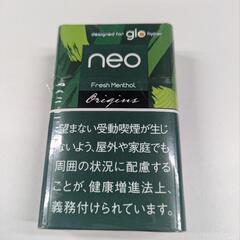 designed for glo hyper
neo
Fresh Menthol
Origins
望まない受動喫煙が生じ
ないよう、屋外や家庭でも
周囲の状況に配慮する
ことが、健康増進法上、
義務付けられています。